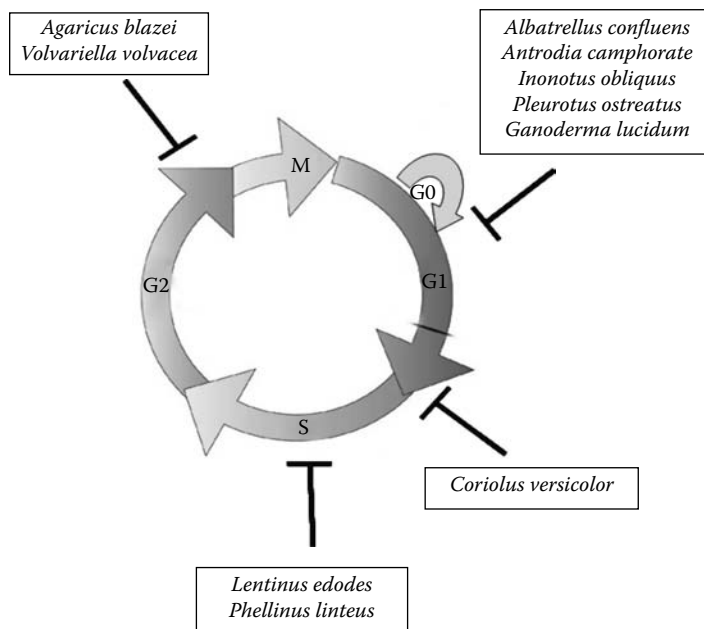 Agaricus blazei
Volvariella volvacea
Albatrellus confluens
Antrodia camphorate
Inonotus obliquus
Pleurotus ostreatus
Ganoderma lucidum
M
G0
G2
G1
S
Coriolus versicolor
Lentinus edodes
Phellinus linteus